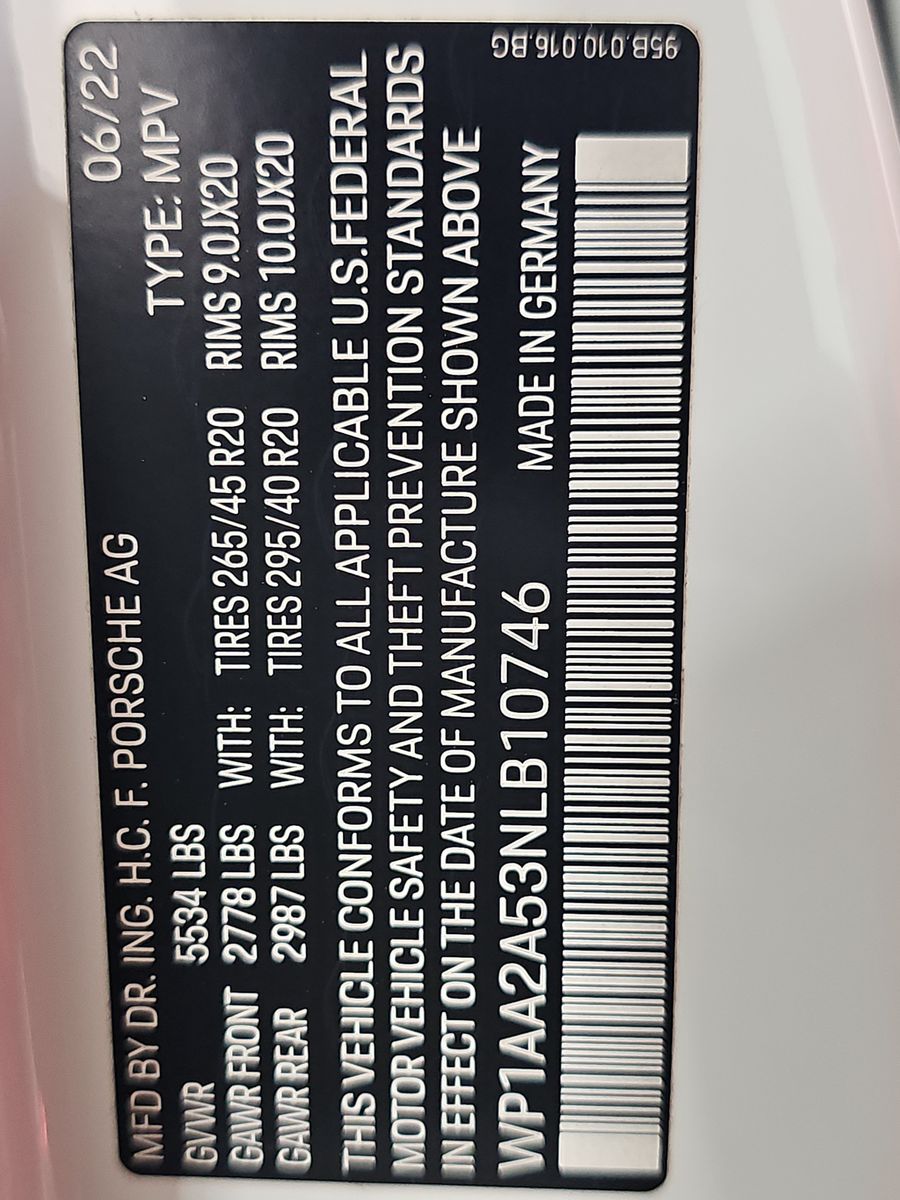 MFD BY DR. ING. H.C. F. PORSCHE AG 06/22
GVWR 5534 LBS TYPE: MPV
GAWR FRONT 2778 LBS WITH: TIRES 265/45 R20 RIMS 9.0JX20
GAWR REAR 2987 LBS WITH: TIRES 295/40 R20 RIMS 10.0JX20
THIS VEHICLE CONFORMS TO ALL APPLICABLE U.S.FEDERAL
MOTOR VEHICLE SAFETY AND THEFT PREVENTION STANDARDS
IN EFFECT ON THE DATE OF MANUFACTURE SHOWN ABOVE
WP1AA2A53NLB10746 MADE IN GERMANY
95B.010.016.BG